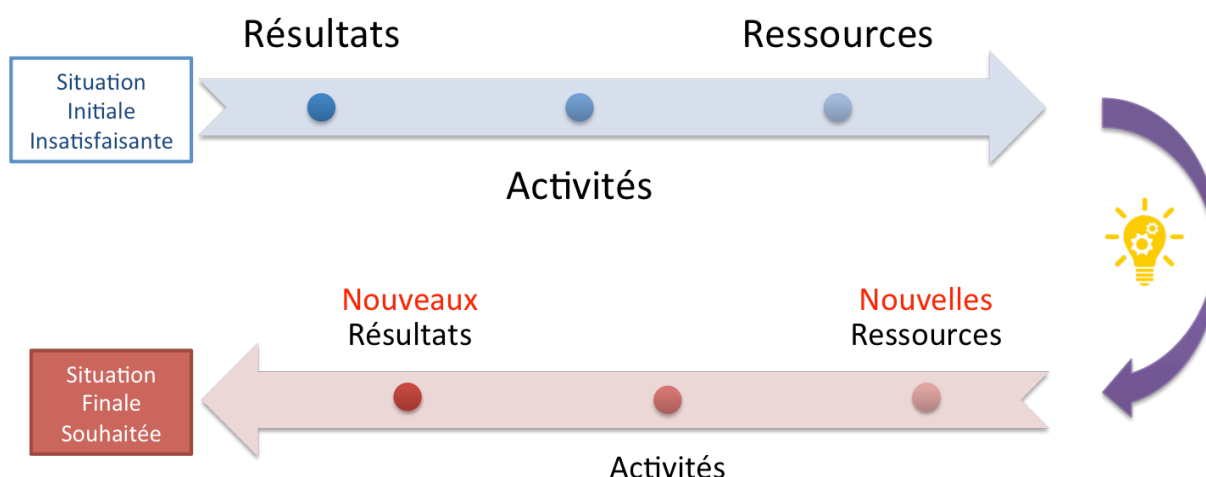 Résultats
Ressources
Situation
Initiale
Insatisfaisante
Activités
Nouveaux
Résultats
Nouvelles
Ressources
Situation
Finale
Souhaitée
Activités